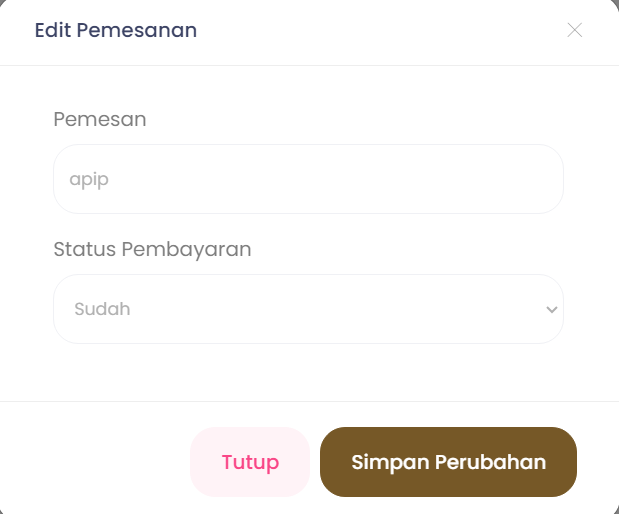 Edit Pemesanan
Pemesan
apip
Status Pembayaran
Sudah
Tutup
Simpan Perubahan